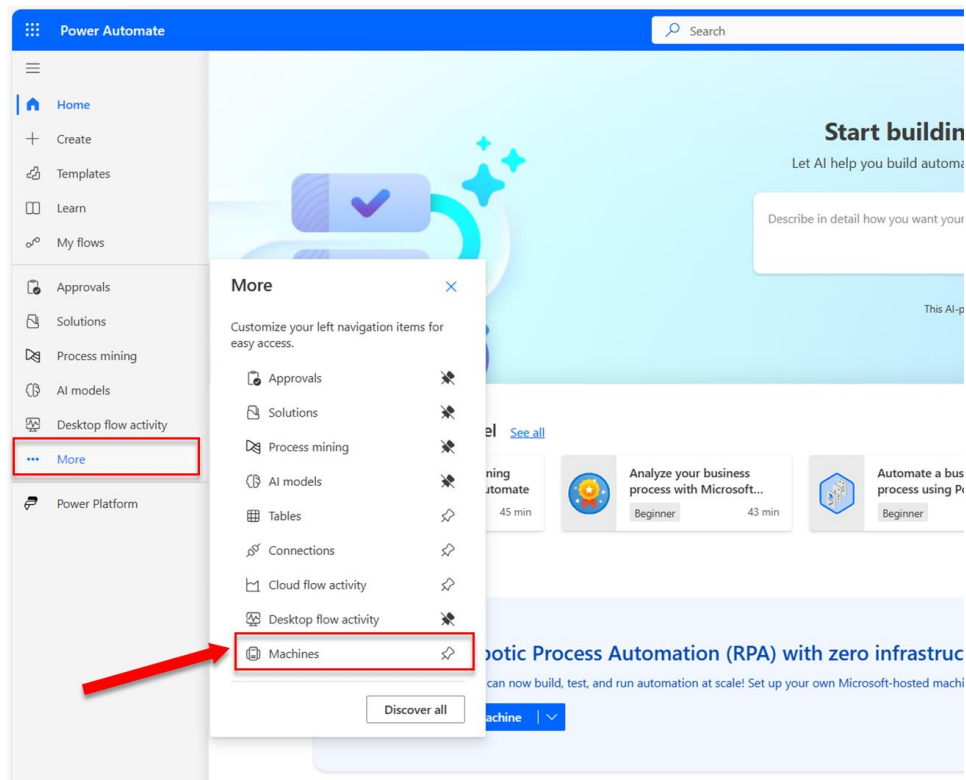 Power Automate
Search
Home
Create
Templates
Learn
My flows
Approvals
Solutions
Process mining
AI models
Desktop flow activity
More
Power Platform
Start buildin
Let AI help you build automa
Describe in detail how you want your
This AI-p
More
Customize your left navigation items for
easy access.
Approvals
Solutions
Process mining
AI models
Tables
Connections
Cloud flow activity
Desktop flow activity
Machines
Discover all
el See all
ning
utomate
45 min
Analyze your business
process with Microsoft...
Beginner 43 min
Automate a bus
process using Po
Beginner
botic Process Automation (RPA) with zero infrastruc
can now build, test, and run automation at scale! Set up your own Microsoft-hosted machi
achine